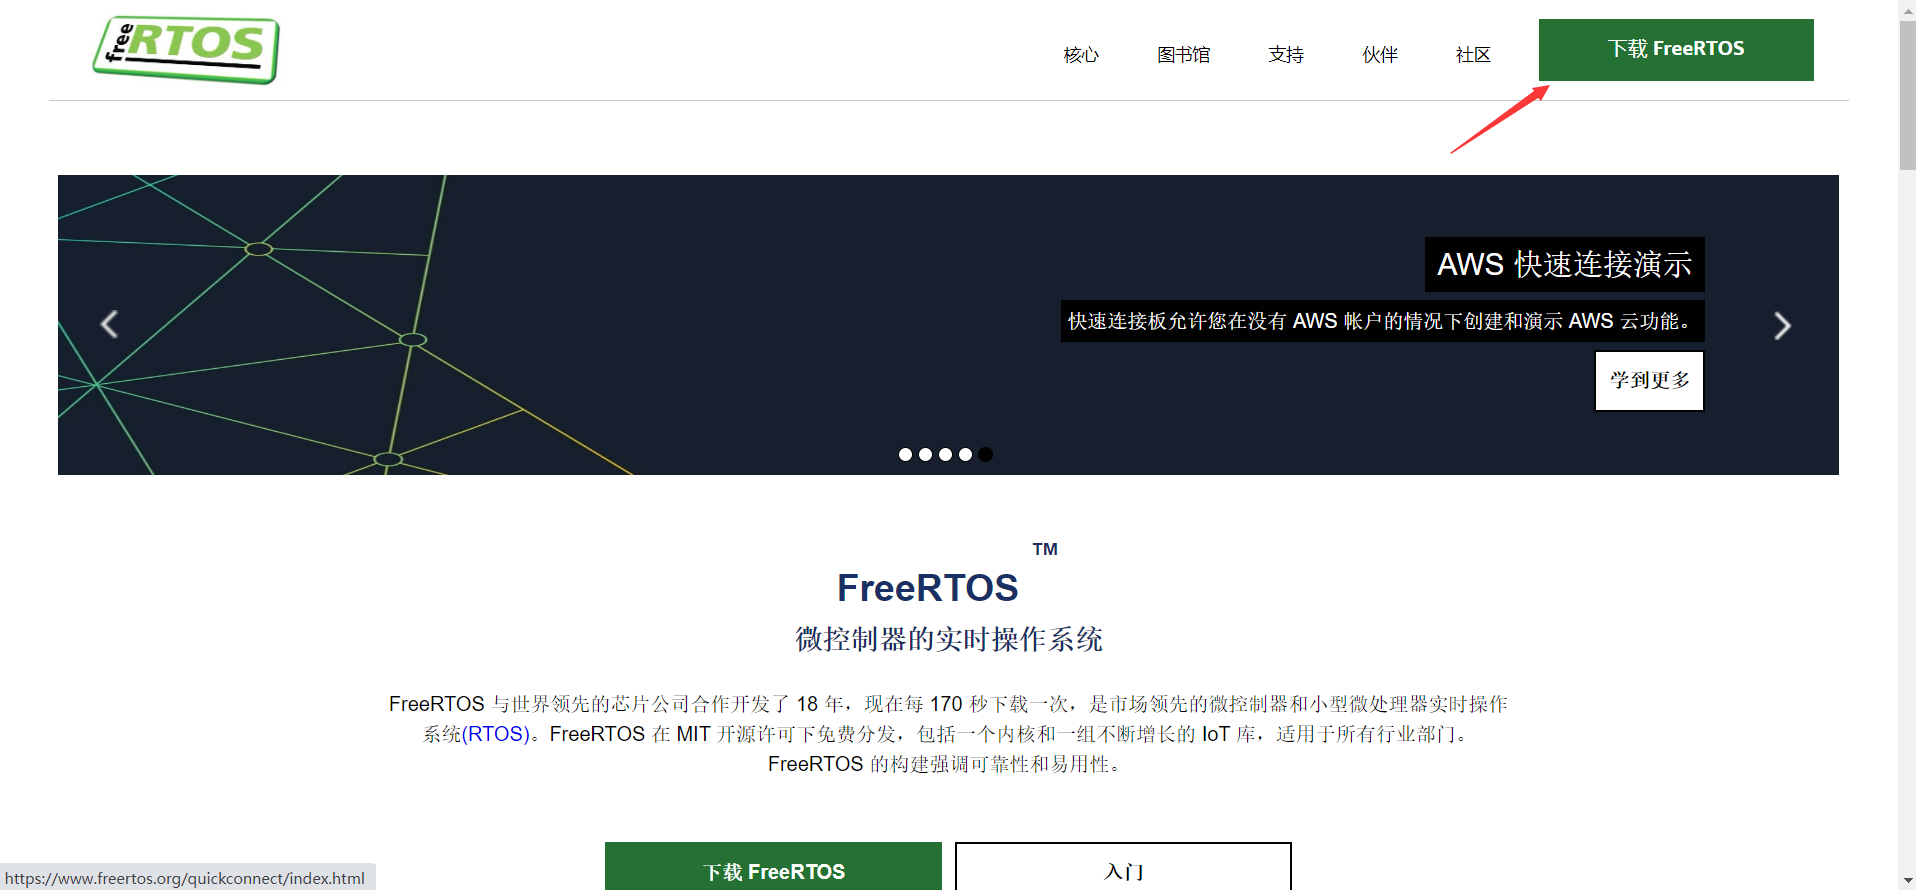 free RTOS
核心 图书馆 支持 伙伴 社区 下载 FreeRTOS
AWS 快速连接演示
快速连接板允许您在没有 AWS 帐户的情况下创建和演示 AWS 云功能。
学到更多
TM
FreeRTOS
微控制器的实时操作系统
FreeRTOS 与世界领先的芯片公司合作开发了 18 年，现在每 170 秒下载一次，是市场领先的微控制器和小型微处理器实时操作
系统(RTOS)。FreeRTOS 在 MIT 开源许可下免费分发，包括一个内核和一组不断增长的 IoT 库，适用于所有行业部门。
FreeRTOS 的构建强调可靠性和易用性。
下载 FreeRTOS 入门
https://www.freertos.org/quickconnect/index.html